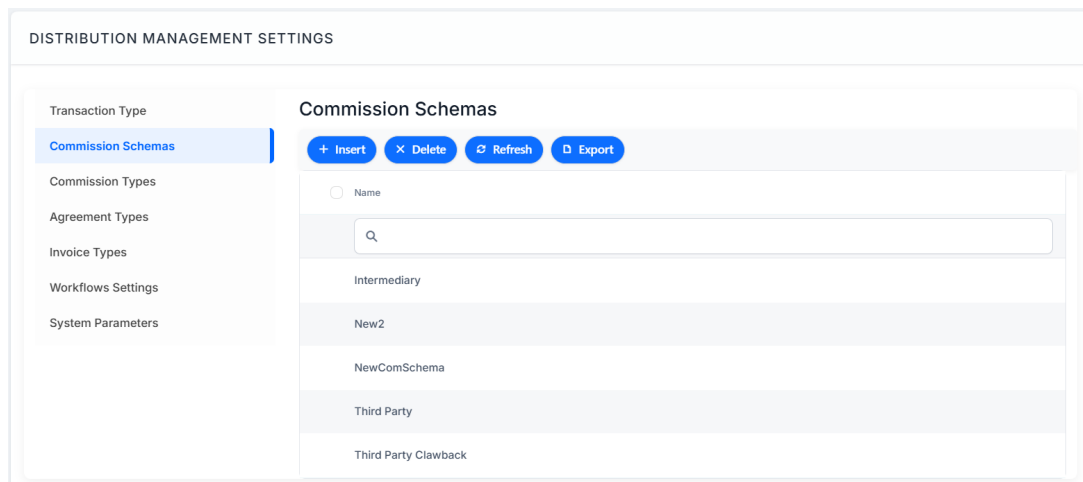 DISTRIBUTION MANAGEMENT SETTINGS
Transaction Type
Commission Schemas
Commission Types
Agreement Types
Invoice Types
Workflows Settings
System Parameters
Commission Schemas
Insert Delete Refresh Export
Name
Intermediary
New2
NewComSchema
Third Party
Third Party Clawback